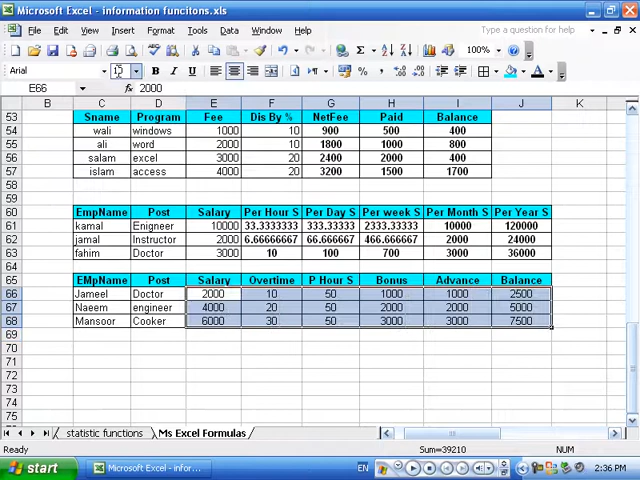 Microsoft Excel - information funcitons.xls
File Edit View Insert Format Tools Data Window Help
Type a question for help
100%
Arial
E66 fx 2000
B C D E F G H I J K L
53 Sname Program Fee Dis By % NetFee Paid Balance
54 wali windows 1000 10 900 500 400
55 ali word 2000 10 1800 1000 800
56 salam excel 3000 20 2400 2000 400
57 islam access 4000 20 3200 1500 1700
58
59
60 EmpName Post Salary Per Hour S Per Day S Per week S Per Month S Per Year S
61 kamal Enigneer 10000 33.3333333 333.33333 2333.33333 10000 120000
62 jamal Instructor 2000 6.66666667 66.666667 466.666667 2000 24000
63 fahim Doctor 3000 10 100 700 3000 36000
64
65 EMpName Post Salary Overtime P Hour S Bonus Advance Balance
66 Jameel Doctor 2000 10 50 1000 1000 2500
67 Naeem engineer 4000 20 50 2000 2000 5000
68 Mansoor Cooker 6000 30 50 3000 3000 7500
69
70
71
72
73
74
75
statistic functions Ms Excel Formulas
Ready Sum=39210 NUM
start Microsoft Excel - infor... EN 2:36 PM